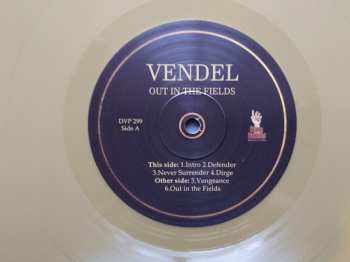 VENDEL
OUT IN THE FIELDS
DVP 299
Side A
This side: 1.Intro 2.Defender
3.Never Surrender 4.Dirge
Other side: 5.Vengeance
6.Out in the Fields